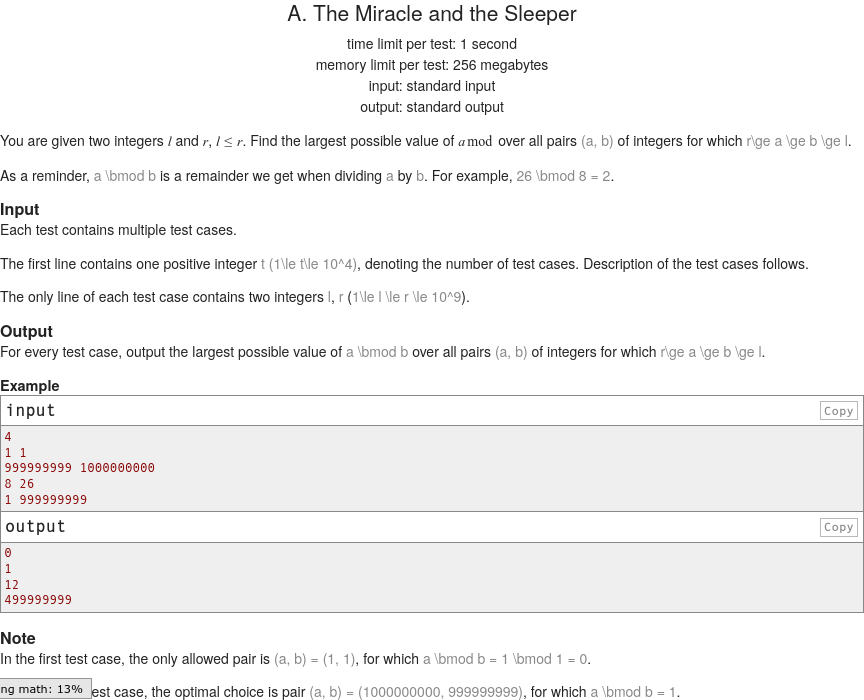 A. The Miracle and the Sleeper
time limit per test: 1 second
memory limit per test: 256 megabytes
input: standard input
output: standard output
You are given two integers l and r, l ≤ r. Find the largest possible value of a mod over all pairs (a, b) of integers for which r\ge a \ge b \ge l.
As a reminder, a \bmod b is a remainder we get when dividing a by b. For example, 26 \bmod 8 = 2.
Input
Each test contains multiple test cases.
The first line contains one positive integer t (1\le t\le 10^4), denoting the number of test cases. Description of the test cases follows.
The only line of each test case contains two integers l, r (1\le l \le r \le 10^9).
Output
For every test case, output the largest possible value of a \bmod b over all pairs (a, b) of integers for which r\ge a \ge b \ge l.
Example
input
Copy
4
1 1
999999999 1000000000
8 26
1 999999999
output
Copy
0
1
12
499999999
Note
In the first test case, the only allowed pair is (a, b) = (1, 1), for which a \bmod b = 1 \bmod 1 = 0.
ng math: 13% est case, the optimal choice is pair (a, b) = (1000000000, 999999999), for which a \bmod b = 1.